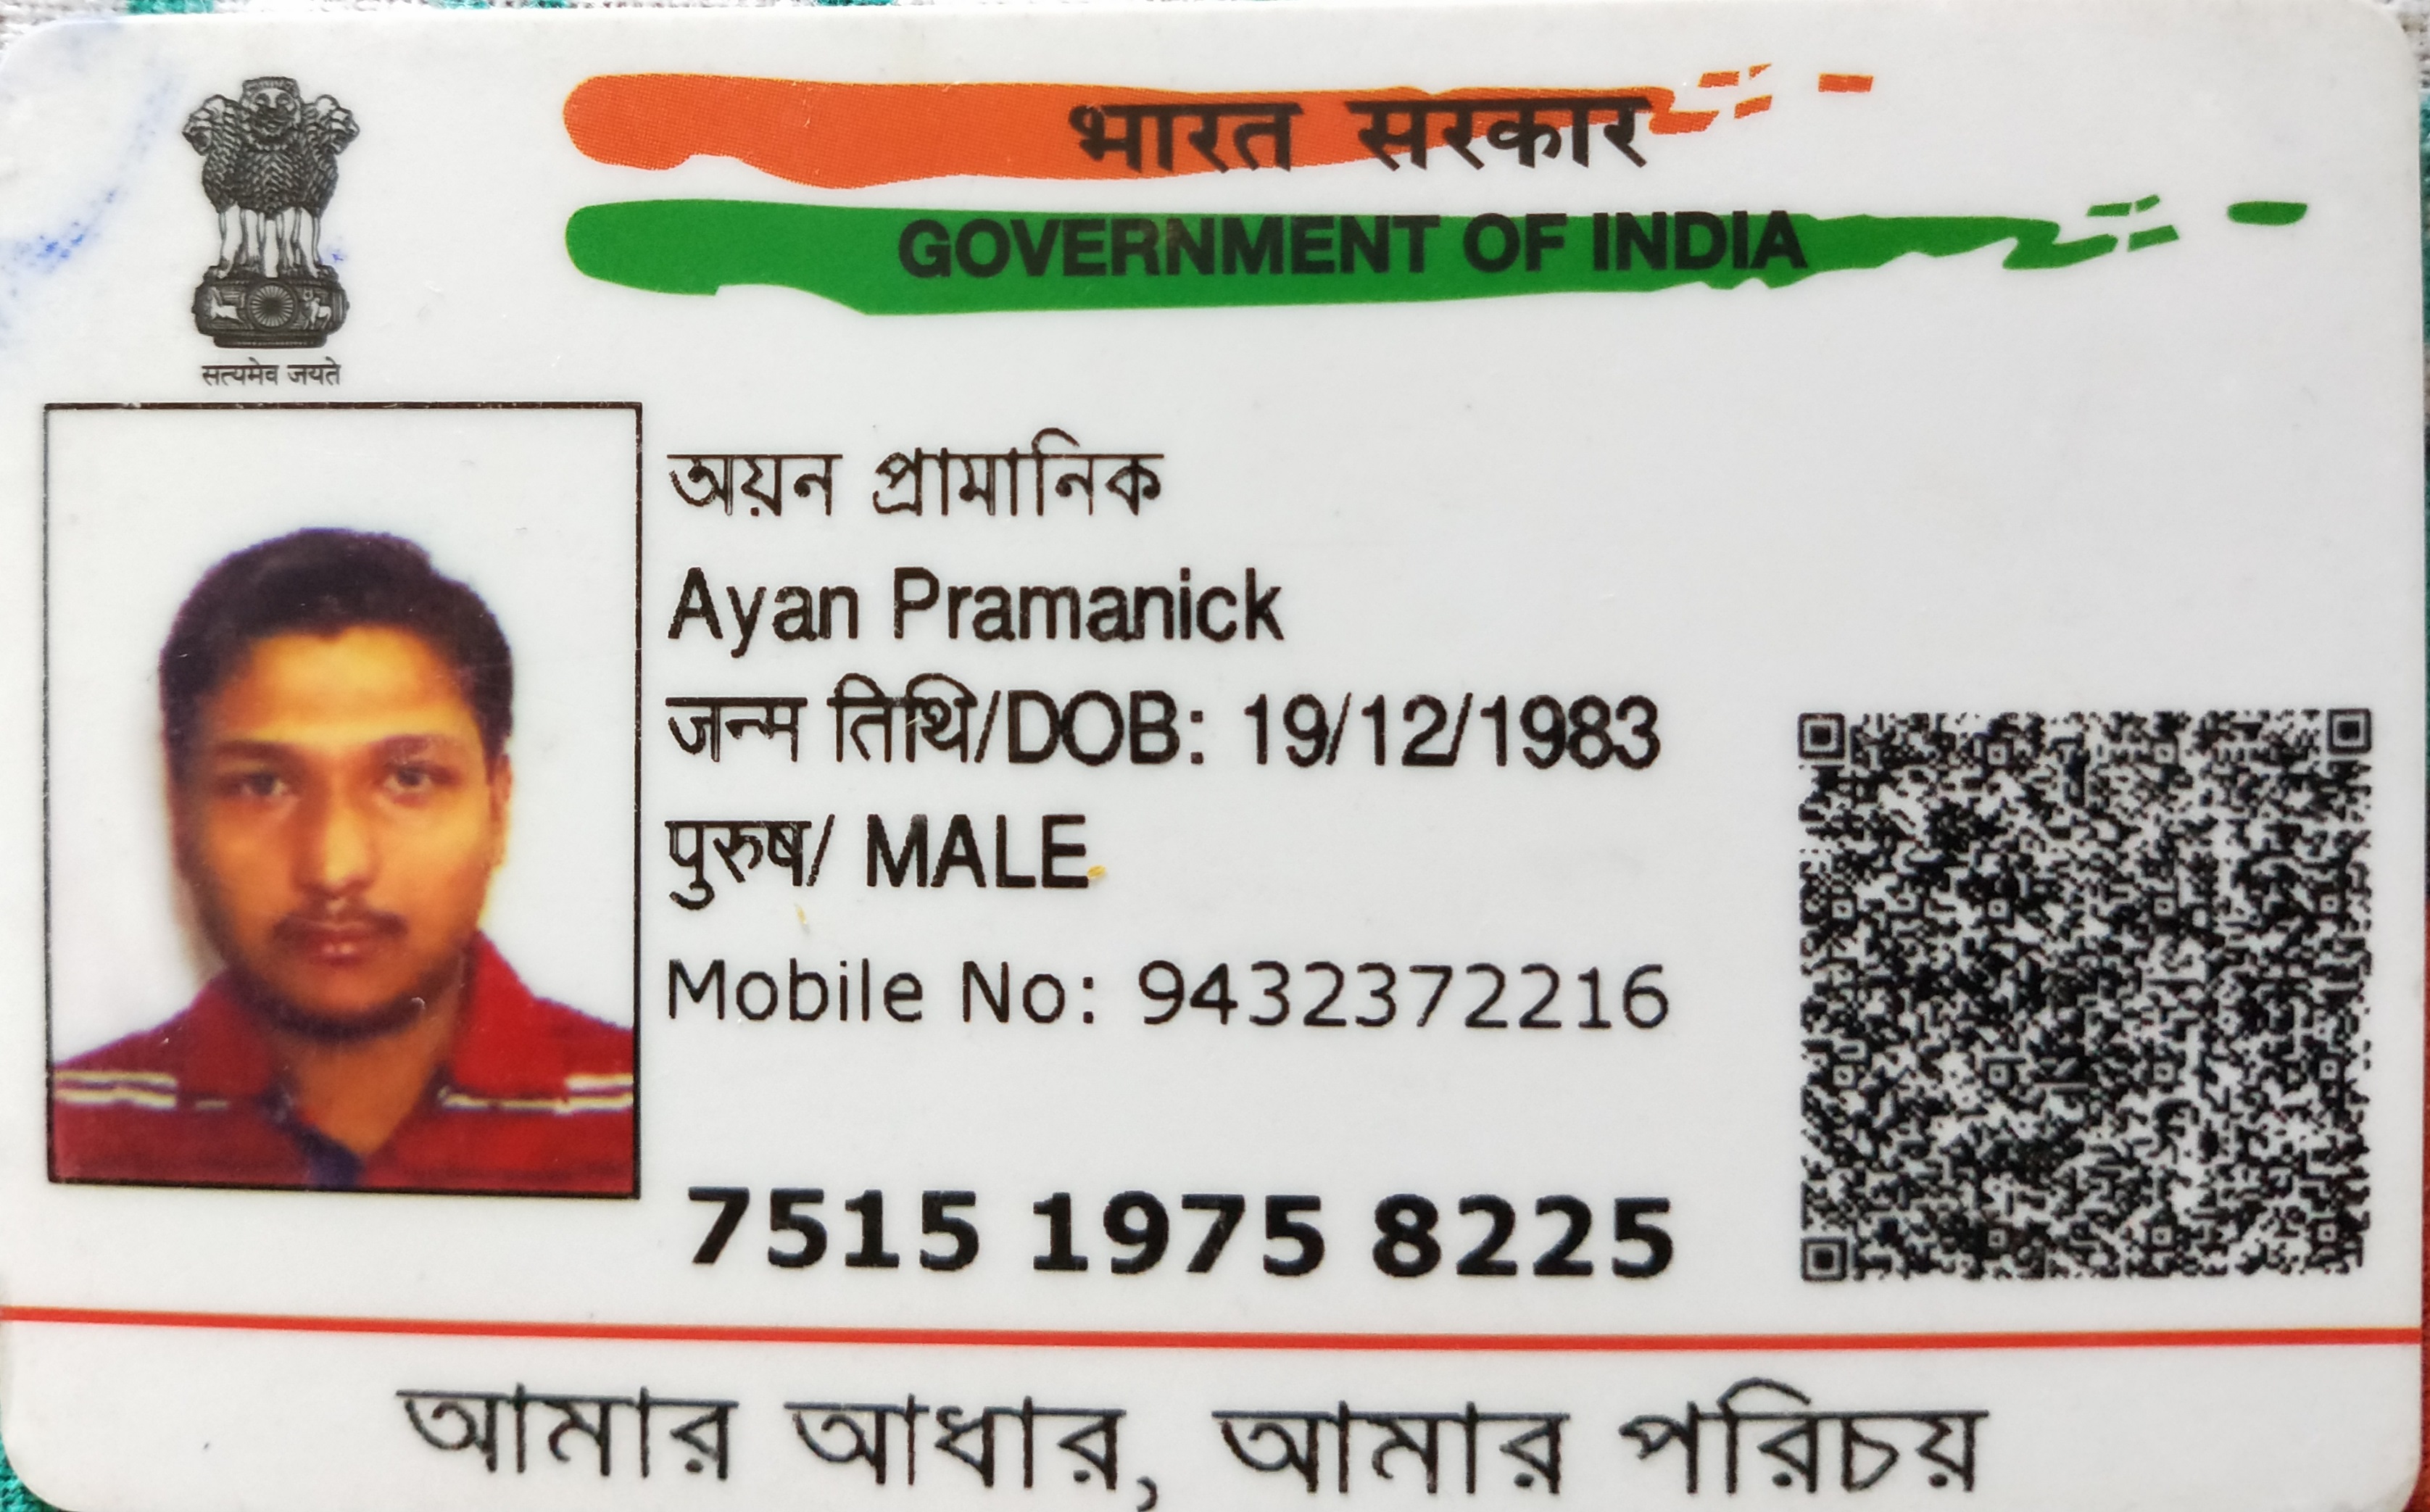 भारत सरकार
GOVERNMENT OF INDIA
सत्यमेव जयते
অয়ন প্রামানিক
Ayan Pramanick
जन्म तिथि/DOB: 19/12/1983
पुरुष/ MALE
Mobile No: 9432372216
7515 1975 8225
আমার আধার, আমার পরিচয়